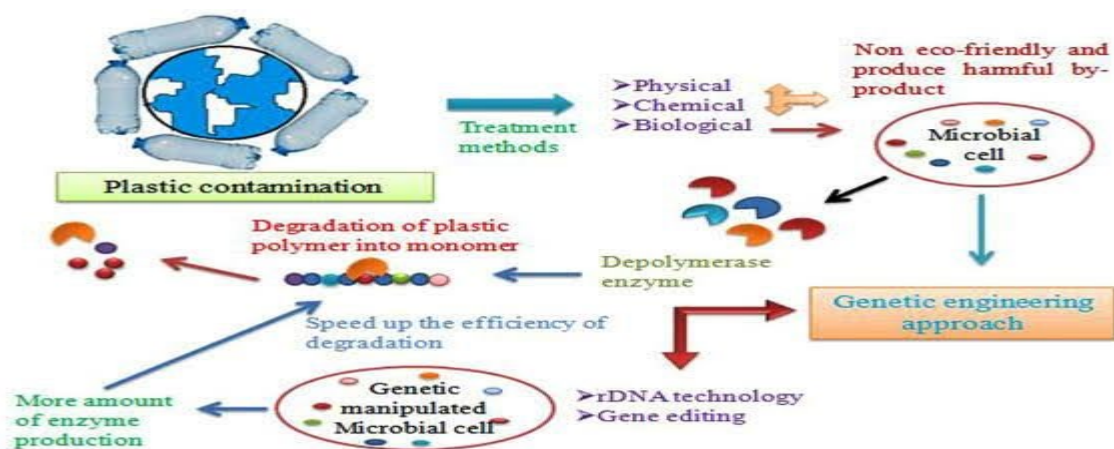 Non eco-friendly and
produce harmful by-
product
➢Physical
➢Chemical
➢Biological
Treatment
methods
Microbial
cell
Plastic contamination
Degradation of plastic
polymer into monomer
Depolymerase
enzyme
Genetic engineering
approach
Speed up the efficiency of
degradation
➢rDNA technology
➢Gene editing
Genetic
manipulated
Microbial cell
More amount
of enzyme
production